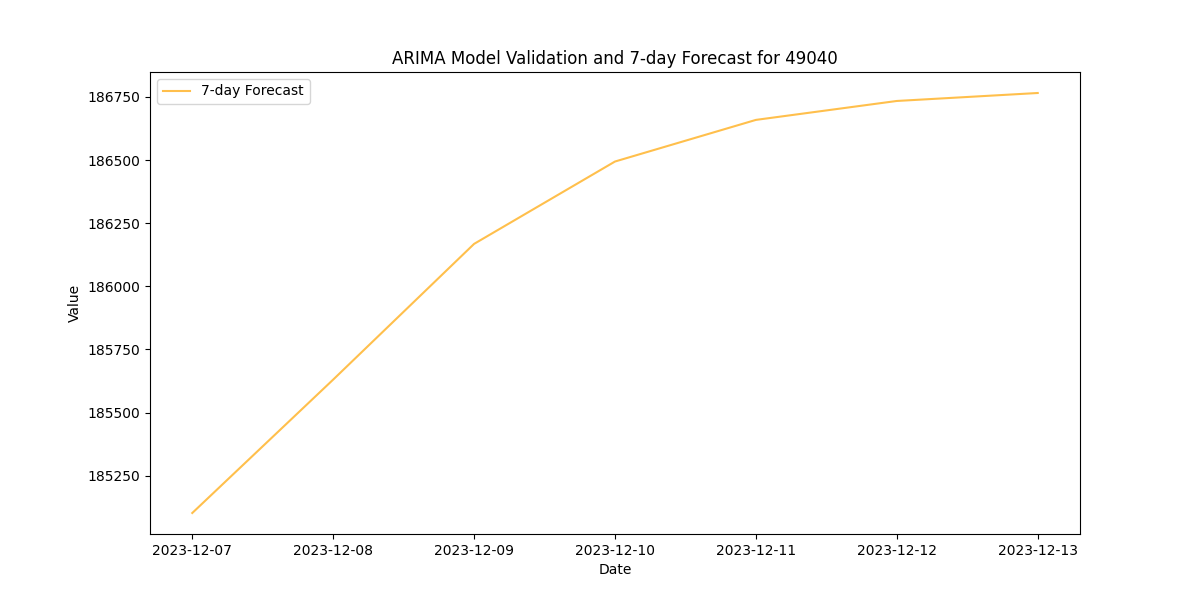 ARIMA Model Validation and 7-day Forecast for 49040
7-day Forecast
186750
186500
186250
186000
185750
185500
185250
Value
2023-12-07 2023-12-08 2023-12-09 2023-12-10 2023-12-11 2023-12-12 2023-12-13
Date